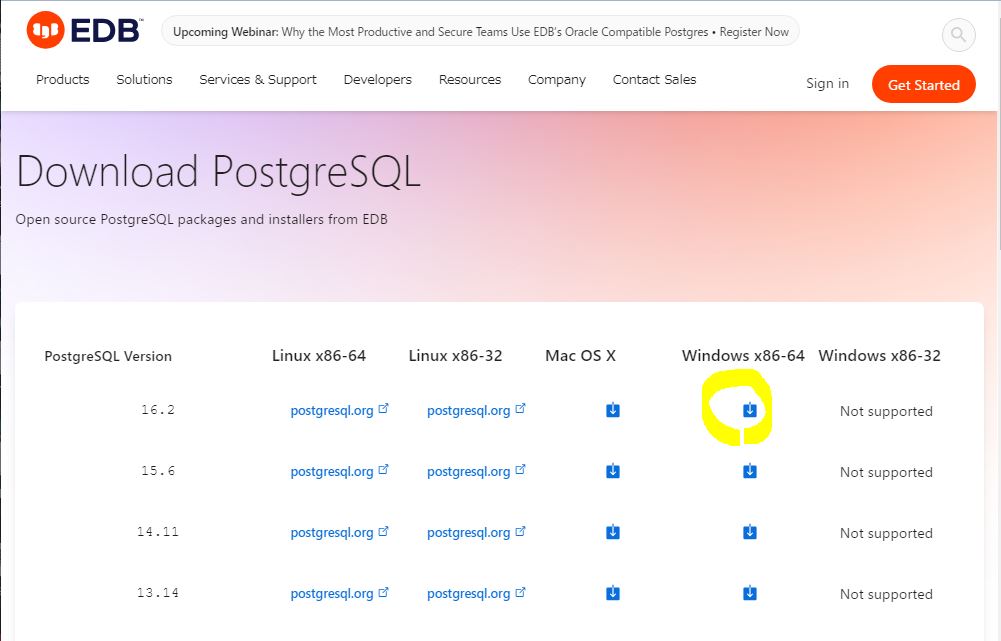 EDB™
Upcoming Webinar: Why the Most Productive and Secure Teams Use EDB's Oracle Compatible Postgres • Register Now
Products Solutions Services & Support Developers Resources Company Contact Sales Sign in Get Started
Download PostgreSQL
Open source PostgreSQL packages and installers from EDB
PostgreSQL Version Linux x86-64 Linux x86-32 Mac OS X Windows x86-64 Windows x86-32
16.2 postgresql.org postgresql.org Not supported
15.6 postgresql.org postgresql.org Not supported
14.11 postgresql.org postgresql.org Not supported
13.14 postgresql.org postgresql.org Not supported